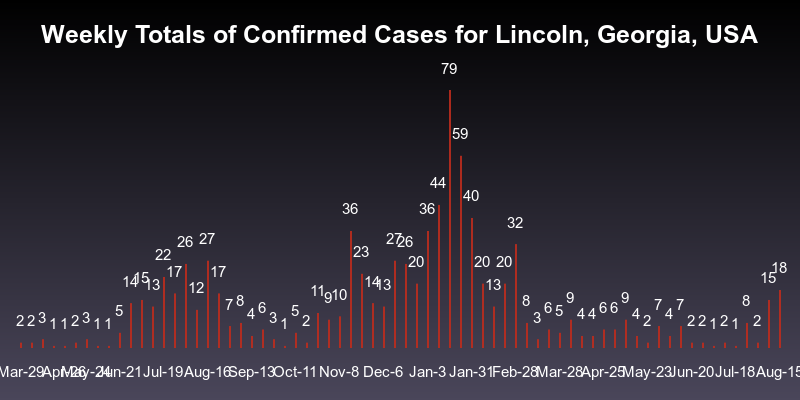 Weekly Totals of Confirmed Cases for Lincoln, Georgia, USA
79
59
44
40
36 36
32
27 26
26 27
23
22
20 20 20
17 17
18
14 15 13
15
14 13
13
12
11 9 10
7 8 4 6 3 1 5 2
8 3 6 5 9 4 4 6 6 9 4 2 7 4 7 2 2 1 2 1 8 2
2 2 3 1 1 2 3 1 1 5
Mar-29 Apr-26 May-24 Jun-21 Jul-19 Aug-16 Sep-13 Oct-11 Nov-8 Dec-6 Jan-3 Jan-31 Feb-28 Mar-28 Apr-25 May-23 Jun-20 Jul-18 Aug-15